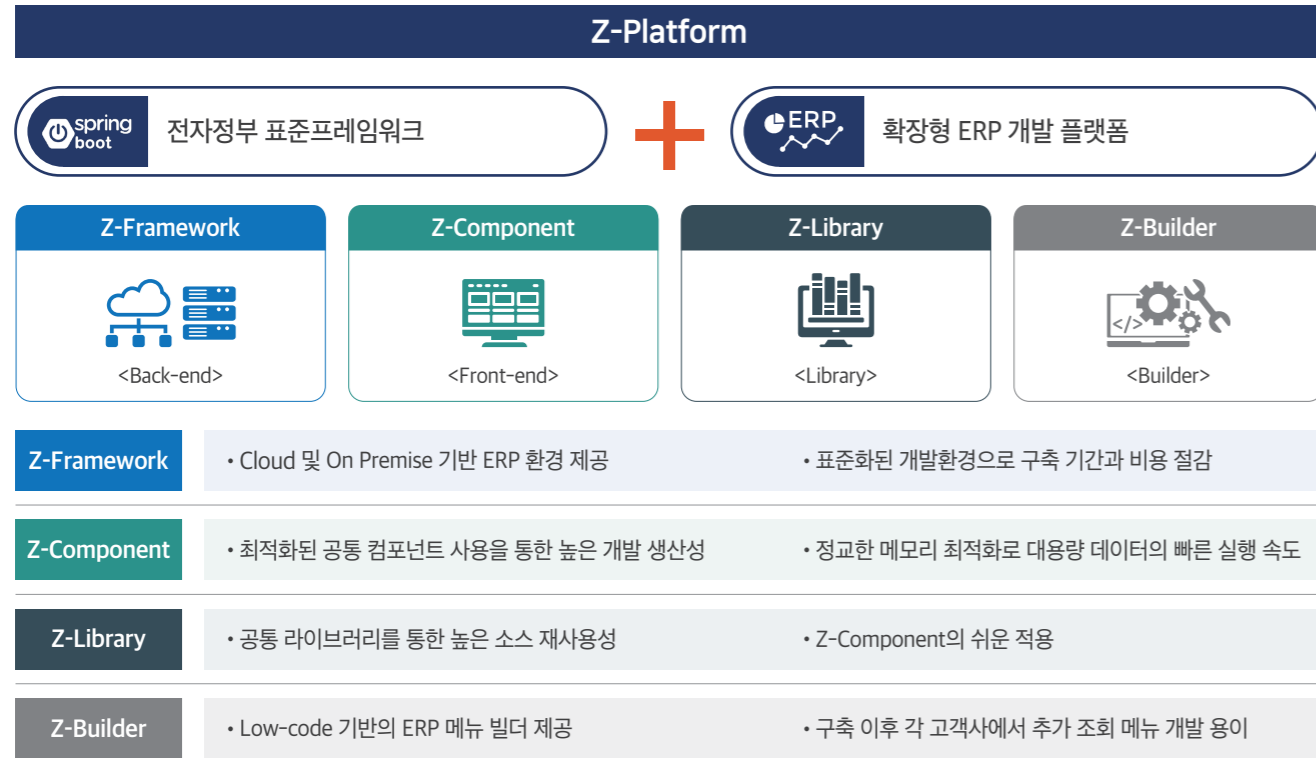 Z-Platform
spring
boot
전자정부 표준프레임워크
ERP
확장형 ERP 개발 플랫폼
Z-Framework
Z-Component
Z-Library
Z-Builder
</>
<Back-end>
<Front-end>
<Library>
<Builder>
Z-Framework
• Cloud 및 On Premise 기반 ERP 환경 제공
• 표준화된 개발환경으로 구축 기간과 비용 절감
Z-Component
• 최적화된 공통 컴포넌트 사용을 통한 높은 개발 생산성
• 정교한 메모리 최적화로 대용량 데이터의 빠른 실행 속도
Z-Library
• 공통 라이브러리를 통한 높은 소스 재사용성
• Z-Component의 쉬운 적용
Z-Builder
• Low-code 기반의 ERP 메뉴 빌더 제공
• 구축 이후 각 고객사에서 추가 조회 메뉴 개발 용이